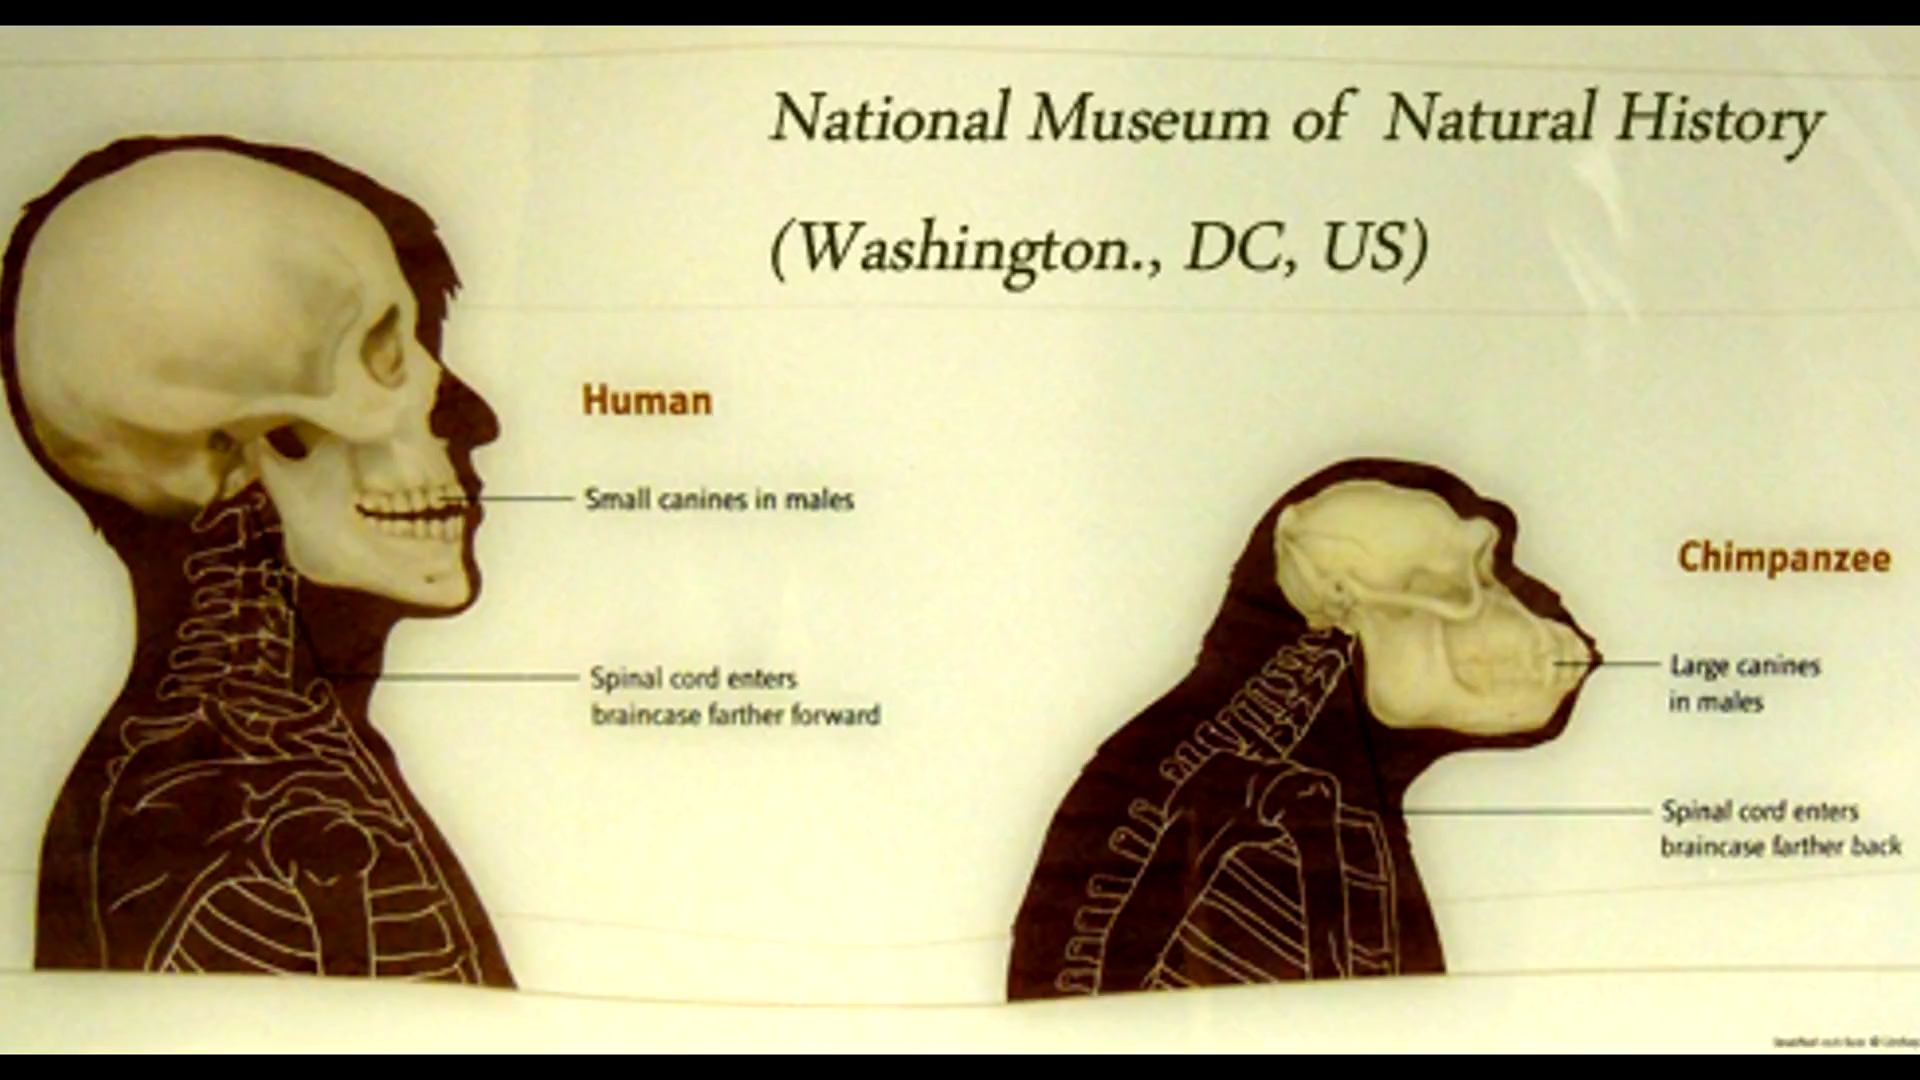 National Museum of Natural History
(Washington., DC, US)
Human
Small canines in males
Spinal cord enters
braincase farther forward
Chimpanzee
Large canines
in males
Spinal cord enters
braincase farther back